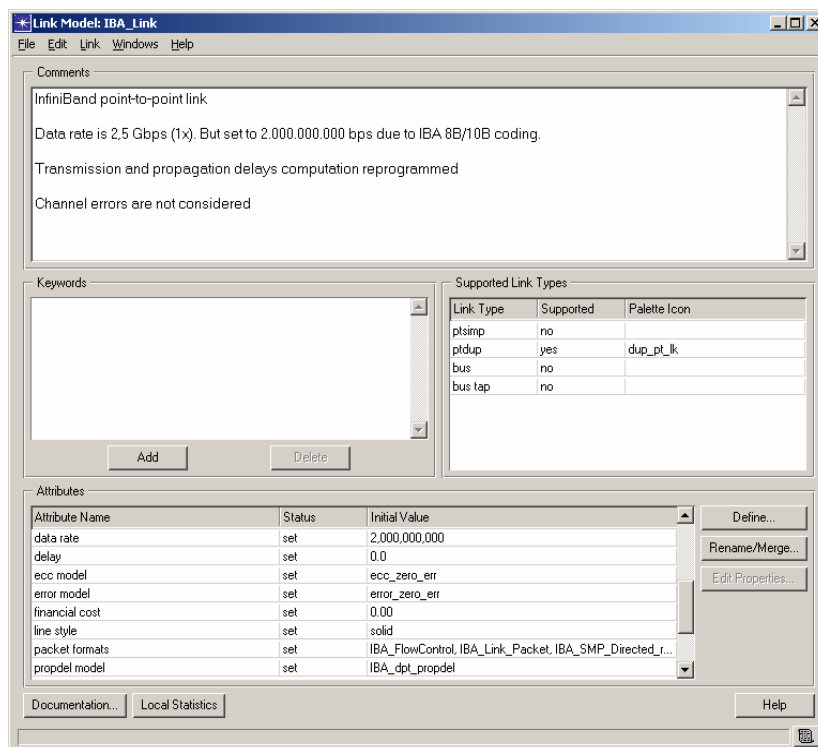 Link Model: IBA_Link
File Edit Link Windows Help
Comments
InfiniBand point-to-point link
Data rate is 2,5 Gbps (1x). But set to 2.000.000.000 bps due to IBA 8B/10B coding.
Transmission and propagation delays computation reprogrammed
Channel errors are not considered
Keywords
Add Delete
Supported Link Types
Link Type Supported Palette Icon
ptsimp no
ptdup yes dup_pt_lk
bus no
bus tap no
Attributes
Attribute Name Status Initial Value
data rate set 2,000,000,000
delay set 0.0
ecc model set ecc_zero_err
error model set error_zero_err
financial cost set 0.00
line style set solid
packet formats set IBA_FlowControl, IBA_Link_Packet, IBA_SMP_Directed_r...
propdel model set IBA_dpt_propdel
Define...
Rename/Merge...
Edit Properties...
Documentation... Local Statistics Help